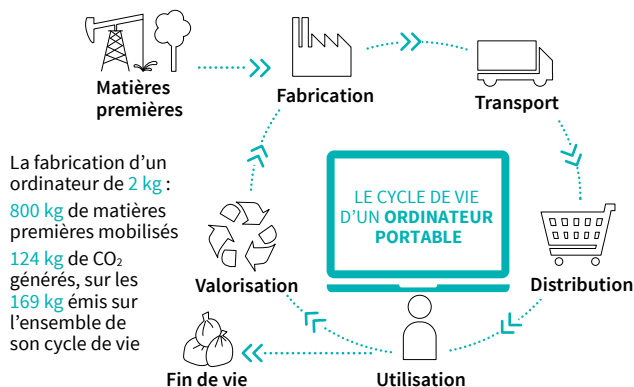 Matières
premières
Fabrication
Transport
La fabrication d'un
ordinateur de 2 kg :
800 kg de matières
premières mobilisés
124 kg de CO₂
générés, sur les
169 kg émis sur
l'ensemble de
son cycle de vie
LE CYCLE DE VIE
D'UN ORDINATEUR
PORTABLE
Valorisation
Distribution
Fin de vie
Utilisation